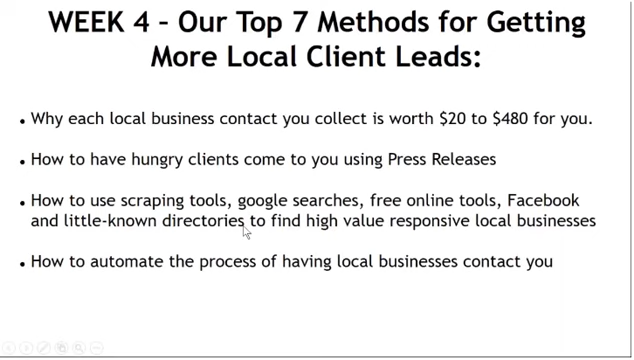 WEEK 4 – Our Top 7 Methods for Getting
More Local Client Leads:
• Why each local business contact you collect is worth $20 to $480 for you.
• How to have hungry clients come to you using Press Releases
• How to use scraping tools, google searches, free online tools, Facebook
and little-known directories to find high value responsive local businesses
• How to automate the process of having local businesses contact you